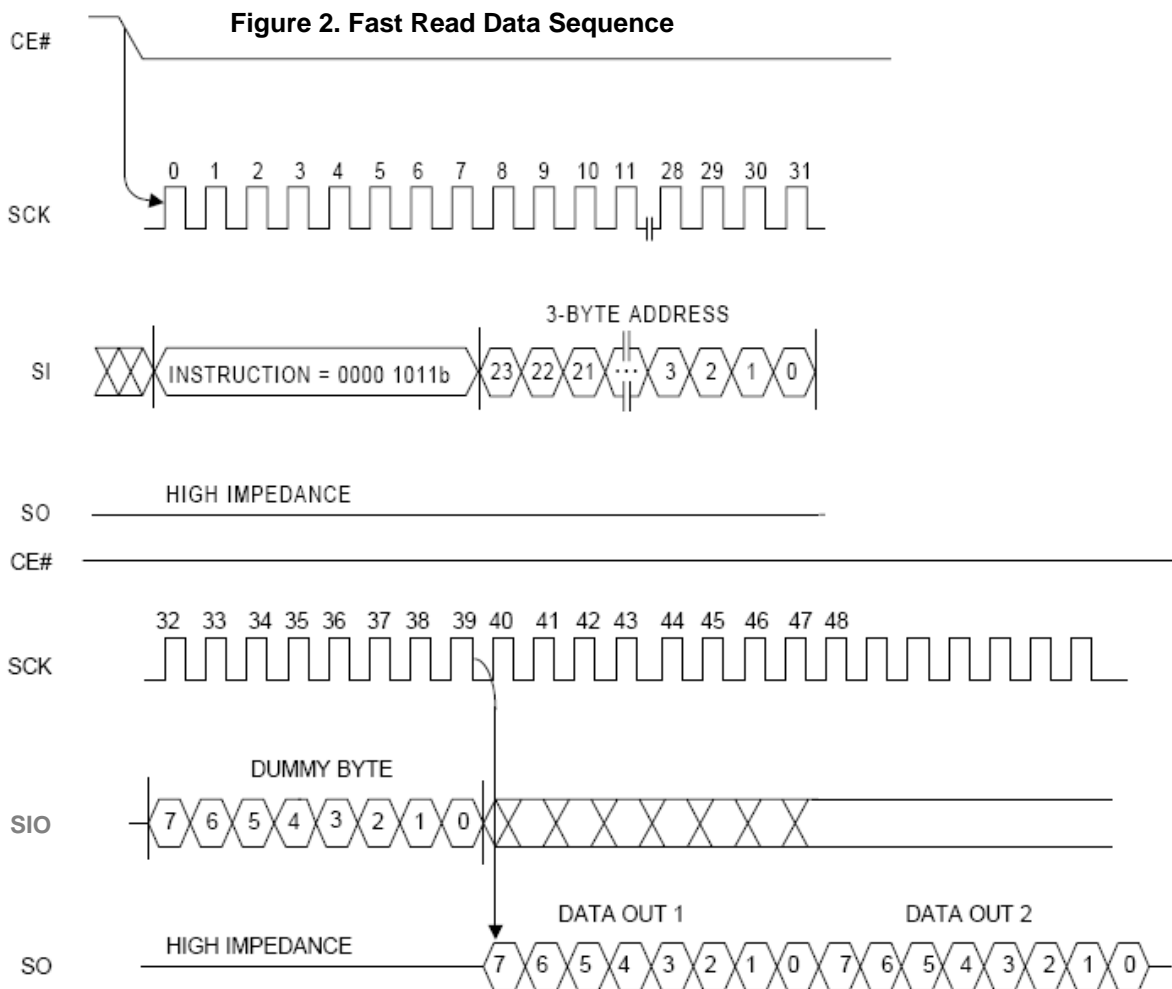 Figure 2. Fast Read Data Sequence
CE#
0 1 2 3 4 5 6 7 8 9 10 11 28 29 30 31
SCK
3-BYTE ADDRESS
SI INSTRUCTION = 0000 1011b 23 22 21 ... 3 2 1 0
HIGH IMPEDANCE
SO
CE#
32 33 34 35 36 37 38 39 40 41 42 43 44 45 46 47 48
SCK
DUMMY BYTE
SIO 7 6 5 4 3 2 1 0
DATA OUT 1 DATA OUT 2
HIGH IMPEDANCE
SO 7 6 5 4 3 2 1 0 7 6 5 4 3 2 1 0